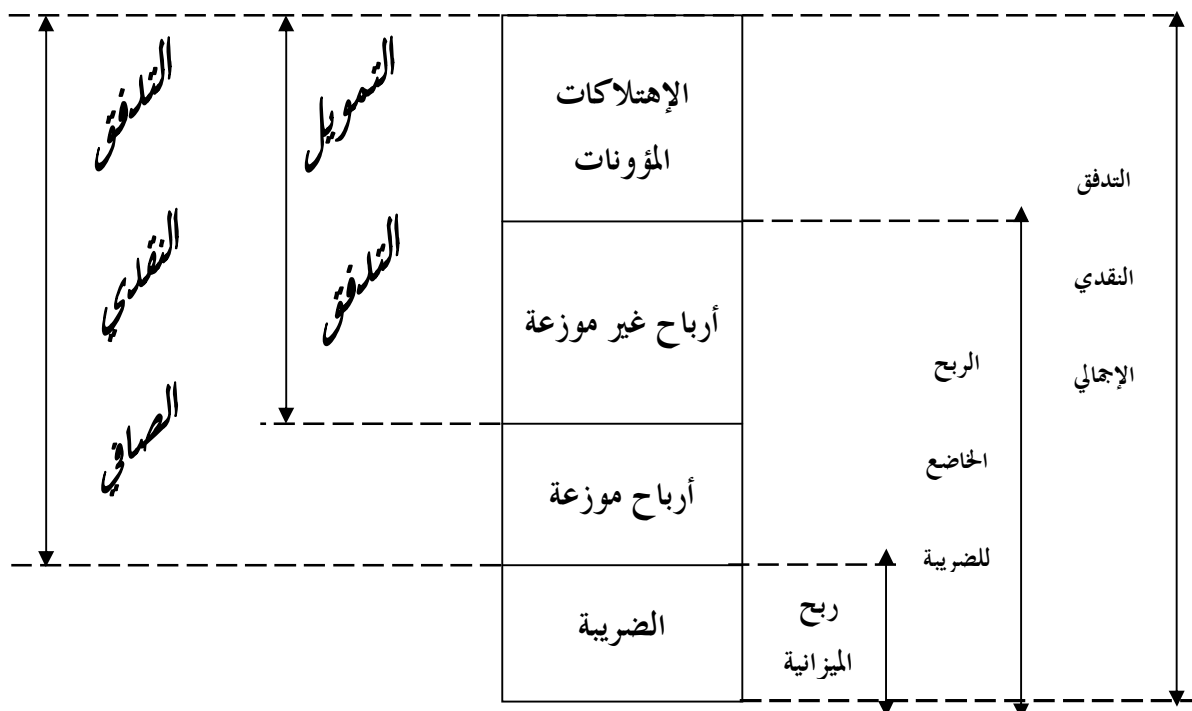 التدفق
النقدي
الإجمالي
الربح
الخاضع
للضريبة
ربح
الميزانية
الإهتلاكات
المؤونات
أرباح غير موزعة
أرباح موزعة
الضريبة
التمويل
التدفق
التدفق
النقدي
الصافي